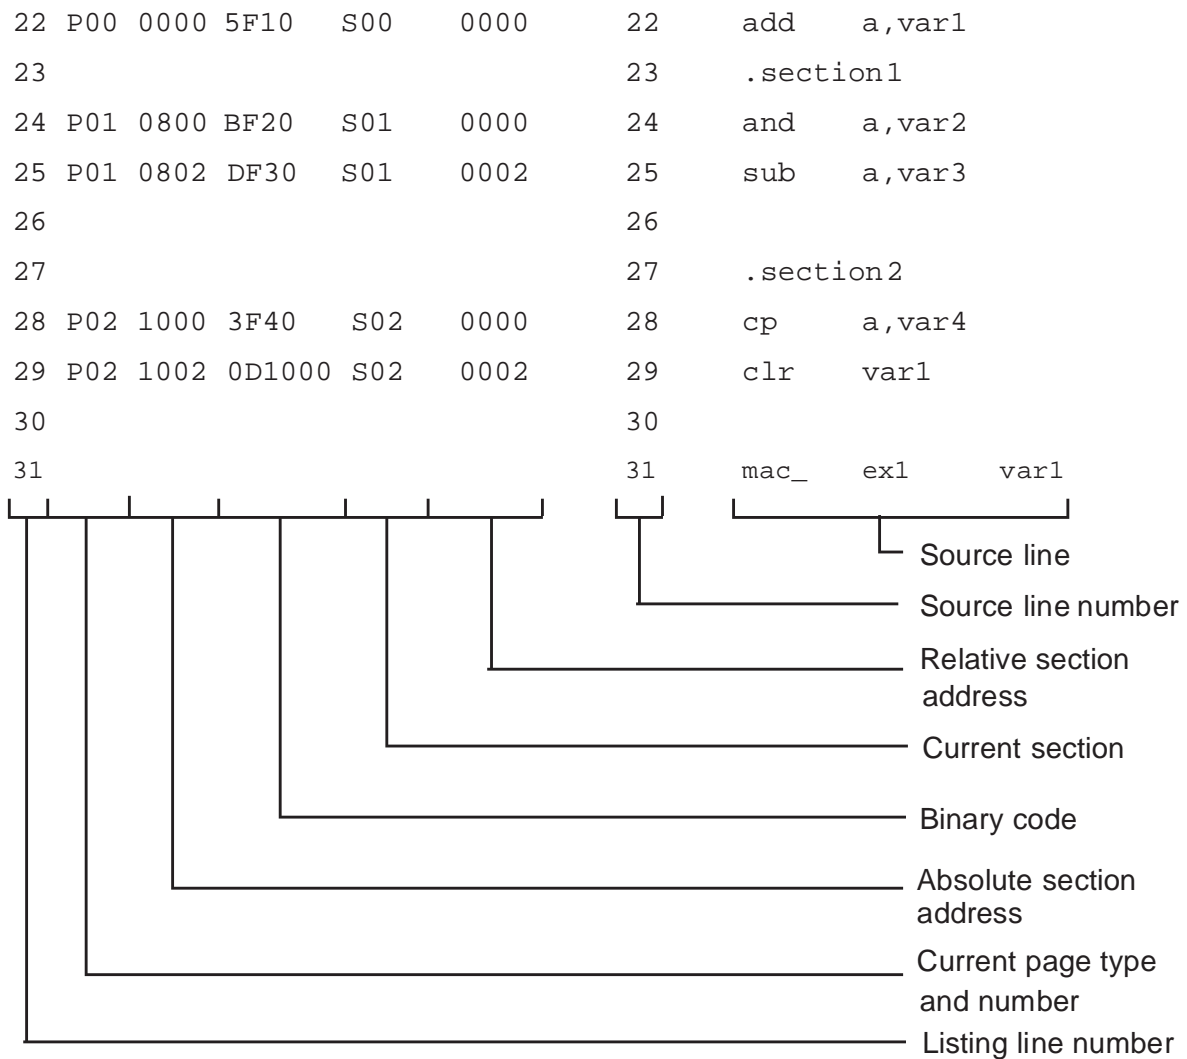 22 P00 0000 5F10 S00 0000 22 add a,var1
23 23 .section1
24 P01 0800 BF20 S01 0000 24 and a,var2
25 P01 0802 DF30 S01 0002 25 sub a,var3
26 26
27 27 .section2
28 P02 1000 3F40 S02 0000 28 cp a,var4
29 P02 1002 0D1000 S02 0002 29 clr var1
30 30
31 31 mac_ ex1 var1
Source line
Source line number
Relative section
address
Current section
Binary code
Absolute section
address
Current page type
and number
Listing line number